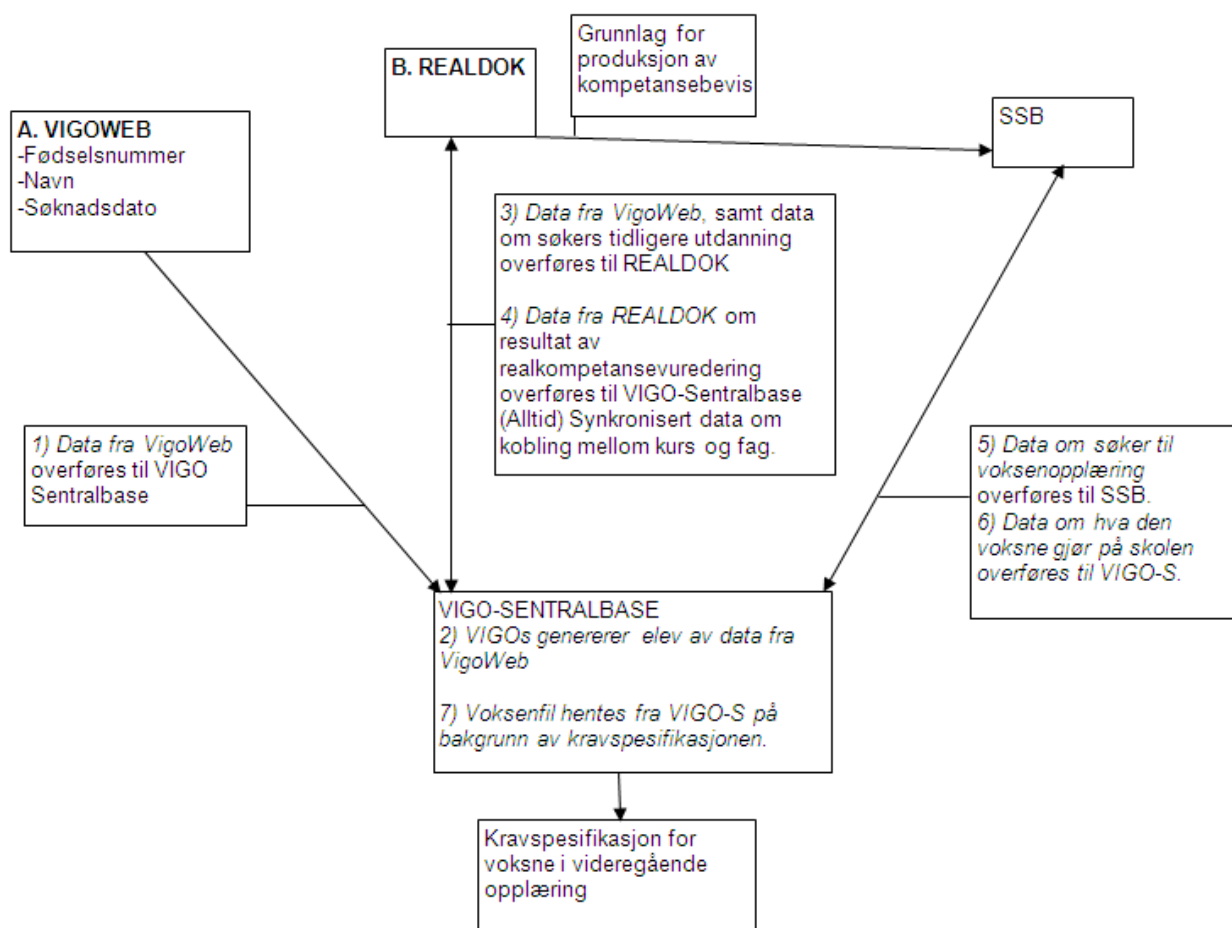 Grunnlag for
produksjon av
kompetansebevis
B. REALDOK
A. VIGOWEB
-Fødselsnummer
-Navn
-Søknadsdato
SSB
3) Data fra VigoWeb, samt data
om søkers tidligere utdanning
overføres til REALDOK
4) Data fra REALDOK om
resultat av
realkompetansevuredering
overføres til VIGO-Sentralbase
(Alltid) Synkronisert data om
kobling mellom kurs og fag.
1) Data fra VigoWeb
overføres til VIGO
Sentralbase
5) Data om søker til
voksenopplæring
overføres til SSB.
6) Data om hva den
voksne gjør på skolen
overføres til VIGO-S.
VIGO-SENTRALBASE
2) VIGOs genererer elev av data fra
VigoWeb
7) Voksenfil hentes fra VIGO-S på
bakgrunn av kravspesifikasjonen.
Kravspesifikasjon for
voksne i videregående
opplæring